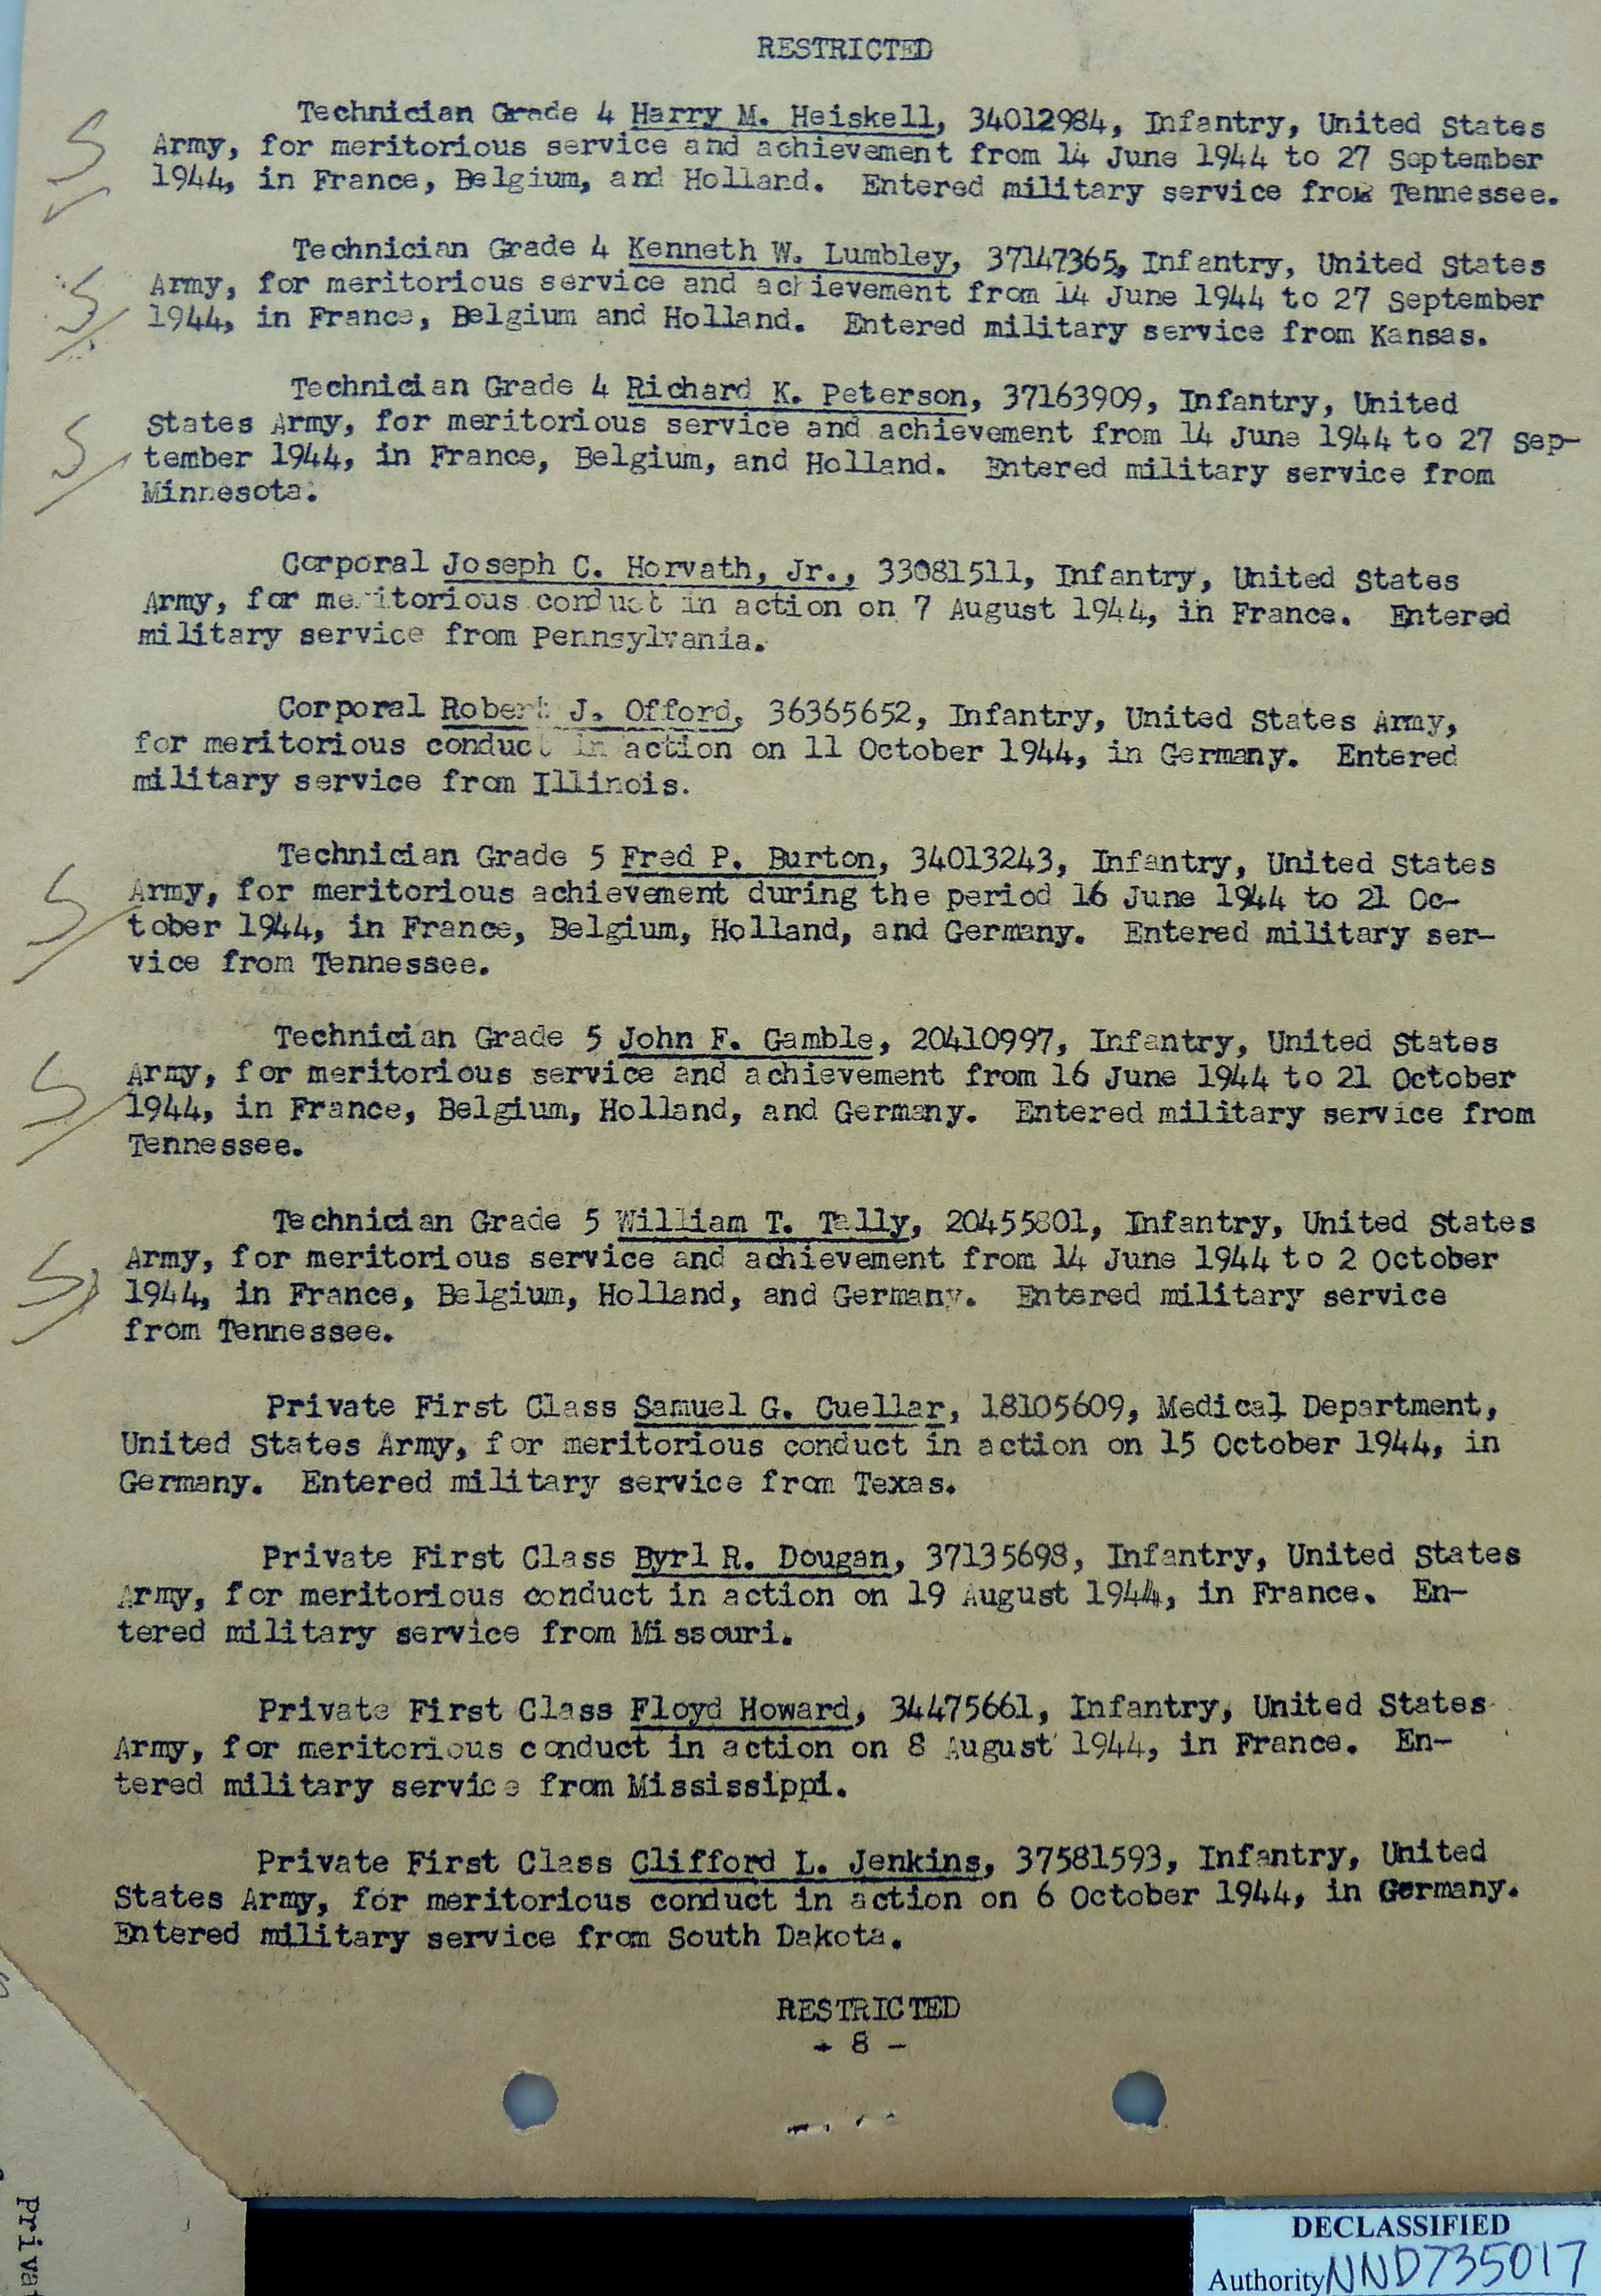 RESTRICTED
Technician Grade 4 Harry M. Heiskell, 34012984, Infantry, United States
Army, for meritorious service and achievement from 14 June 1944 to 27 September
1944, in France, Belgium, and Holland. Entered military service from Tennessee.
Technician Grade 4 Kenneth W. Lumbley, 37147365, Infantry, United States
Army, for meritorious service and achievement from 14 June 1944 to 27 September
1944, in France, Belgium and Holland. Entered military service from Kansas.
Technician Grade 4 Richard K. Peterson, 37163909, Infantry, United
States Army, for meritorious service and achievement from 14 June 1944 to 27 Sep-
tember 1944, in France, Belgium, and Holland. Entered military service from
Minnesota.
Corporal Joseph C. Horvath, Jr., 33081511, Infantry, United States
Army, for meritorious conduct in action on 7 August 1944, in France. Entered
military service from Pennsylvania.
Corporal Robert J. Offord, 36365652, Infantry, United States Army,
for meritorious conduct in action on 11 October 1944, in Germany. Entered
military service from Illinois.
Technician Grade 5 Fred P. Burton, 34013243, Infantry, United States
Army, for meritorious achievement during the period 16 June 1944 to 21 Oc-
tober 1944, in France, Belgium, Holland, and Germany. Entered military ser-
vice from Tennessee.
Technician Grade 5 John F. Gamble, 20410997, Infantry, United States
Army, for meritorious service and achievement from 16 June 1944 to 21 October
1944, in France, Belgium, Holland, and Germany. Entered military service from
Tennessee.
Technician Grade 5 William T. Tally, 20455801, Infantry, United States
Army, for meritorious service and achievement from 14 June 1944 to 2 October
1944, in France, Belgium, Holland, and Germany. Entered military service
from Tennessee.
Private First Class Samuel G. Cuellar, 18105609, Medical Department,
United States Army, for meritorious conduct in action on 15 October 1944, in
Germany. Entered military service from Texas.
Private First Class Byrl R. Dougan, 37135698, Infantry, United States
Army, for meritorious conduct in action on 19 August 1944, in France. En-
tered military service from Missouri.
Private First Class Floyd Howard, 34475661, Infantry, United States
Army, for meritorious conduct in action on 8 August 1944, in France. En-
tered military service from Mississippi.
Private First Class Clifford L. Jenkins, 37581593, Infantry, United
States Army, for meritorious conduct in action on 6 October 1944, in Germany.
Entered military service from South Dakota.
RESTRICTED
- 8 -
DECLASSIFIED
Authority NND735017